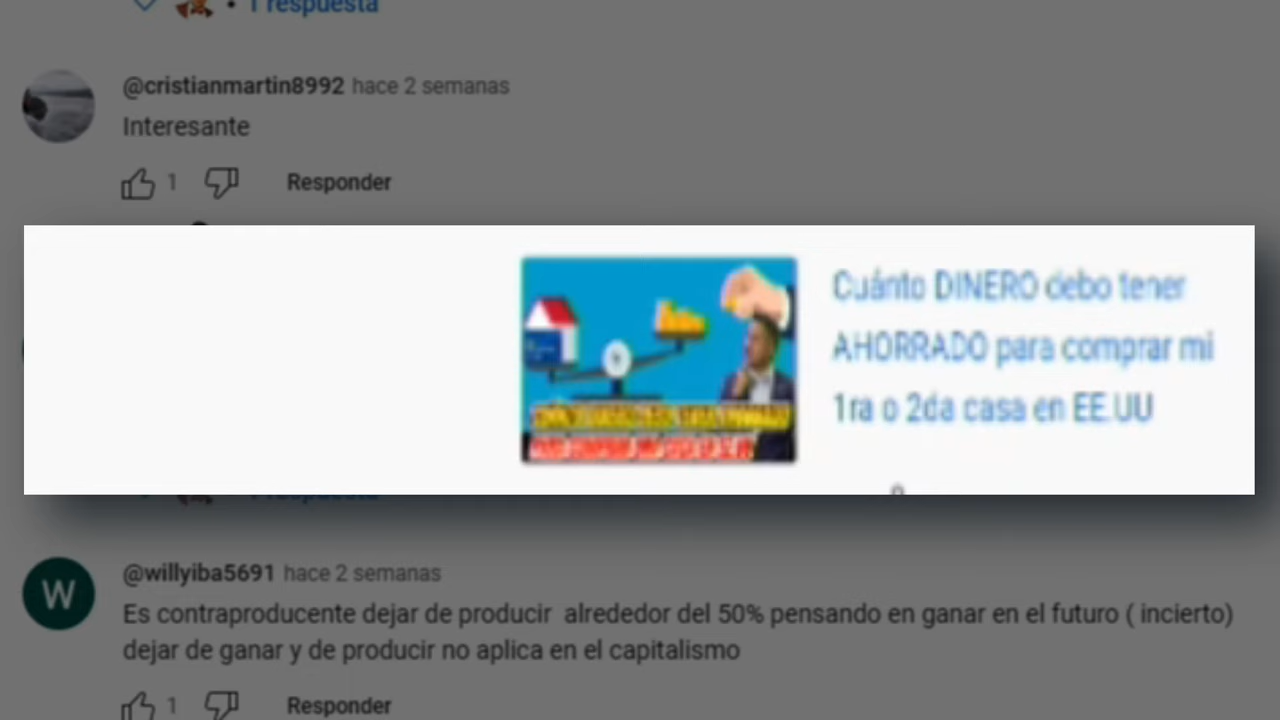 1 respuesta
@cristianmartin8992 hace 2 semanas
Interesante
1 Responder
Cuánto DINERO debo tener
AHORRADO para comprar mi
1ra o 2da casa en EE.UU
W
@willyiba5691 hace 2 semanas
Es contraproducente dejar de producir alrededor del 50% pensando en ganar en el futuro ( incierto)
dejar de ganar y de producir no aplica en el capitalismo
1 Responder